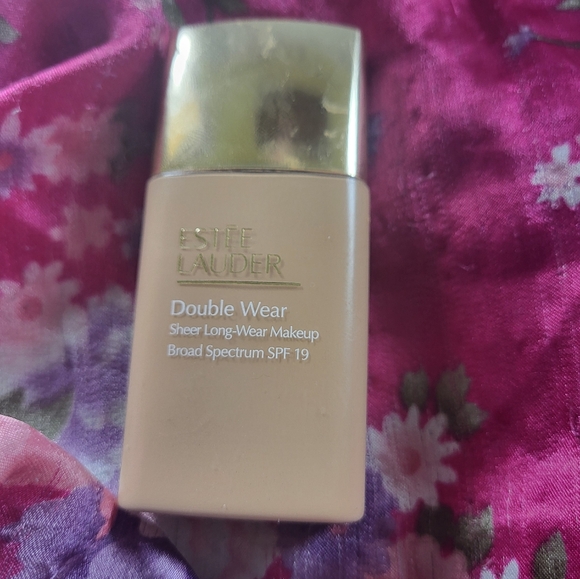 ESTĒE
LAUDER
Double Wear
Sheer Long-Wear Makeup
Broad Spectrum SPF 19